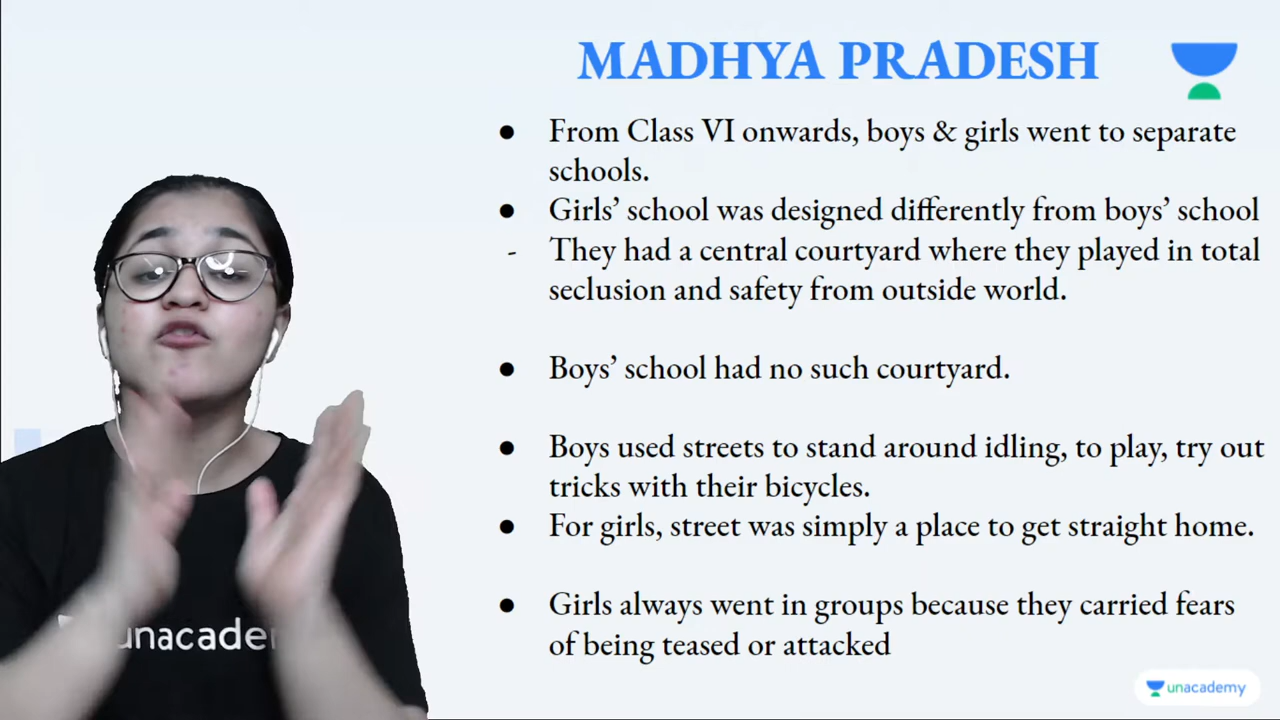 MADHYA PRADESH
● From Class VI onwards, boys & girls went to separate
schools.
● Girls’ school was designed differently from boys’ school
- They had a central courtyard where they played in total
seclusion and safety from outside world.
● Boys’ school had no such courtyard.
● Boys used streets to stand around idling, to play, try out
tricks with their bicycles.
● For girls, street was simply a place to get straight home.
● Girls always went in groups because they carried fears
of being teased or attacked
unacadem
unacademy